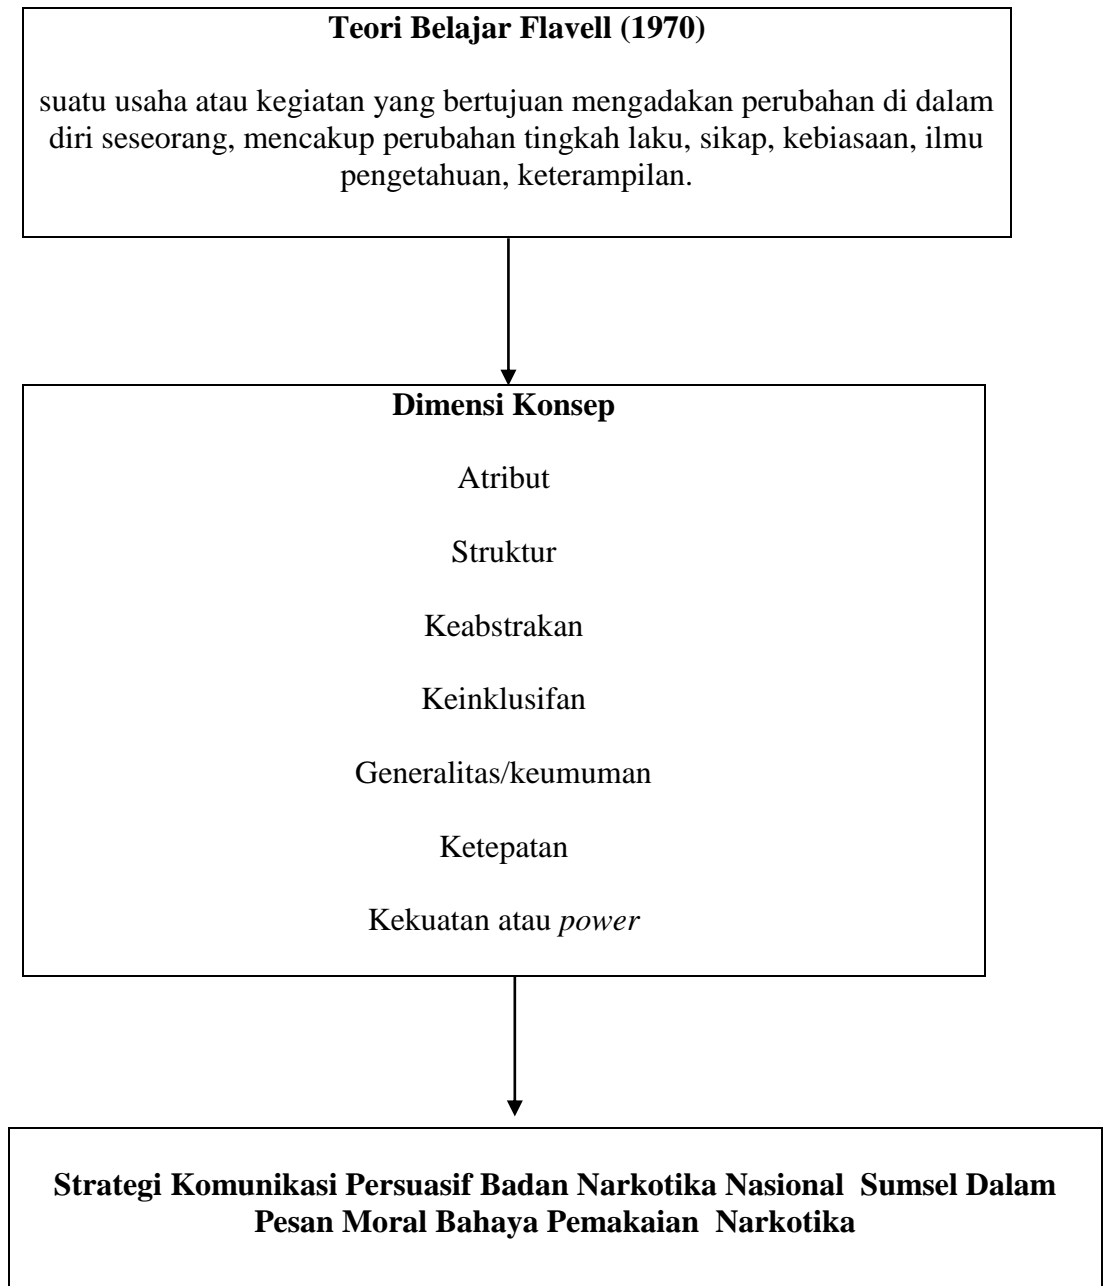 Teori Belajar Flavell (1970)
suatu usaha atau kegiatan yang bertujuan mengadakan perubahan di dalam
diri seseorang, mencakup perubahan tingkah laku, sikap, kebiasaan, ilmu
pengetahuan, keterampilan.
Dimensi Konsep
Atribut
Struktur
Keabstrakan
Keinklusifan
Generalitas/keumuman
Ketepatan
Kekuatan atau power
Strategi Komunikasi Persuasif Badan Narkotika Nasional  Sumsel Dalam
Pesan Moral Bahaya Pemakaian  Narkotika